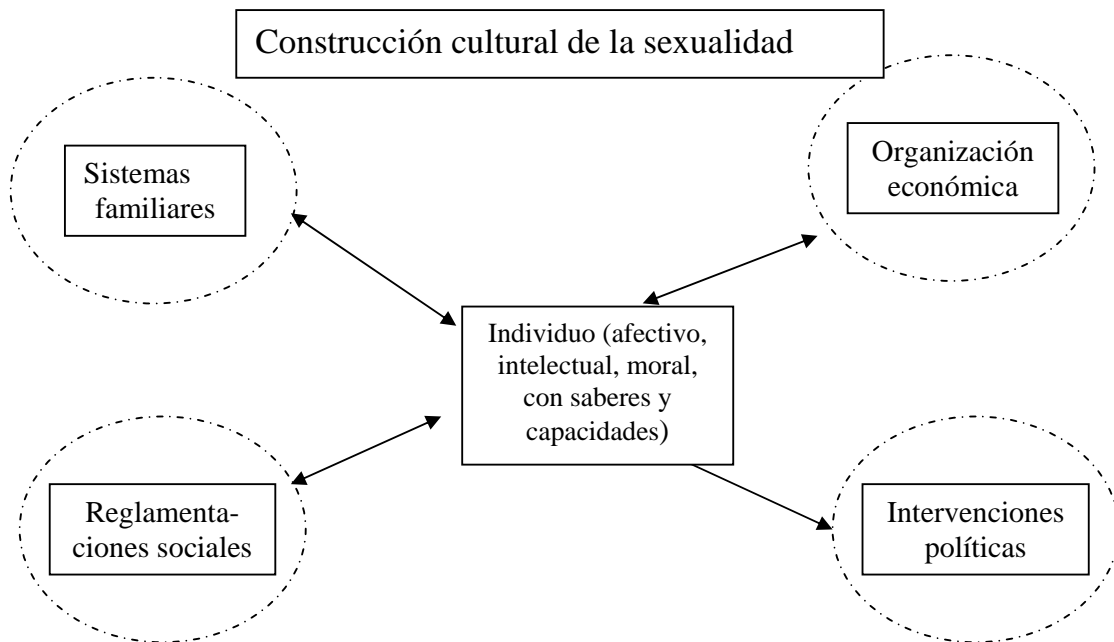 Construcción cultural de la sexualidad
Sistemas
familiares
Organización
económica
Individuo (afectivo,
intelectual, moral,
con saberes y
capacidades)
Reglamenta-
ciones sociales
Intervenciones
políticas